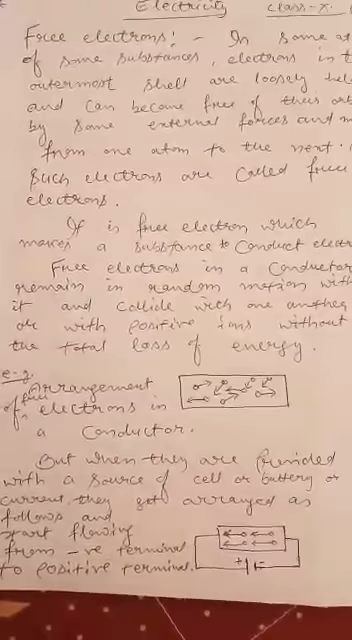 Electricity class-X.
Free electrons:- In some at
of some substances, electrons in t
outermost shell are loosely hel
and can become free of theis or
by some external forces and m
from one atom to the next.
Such electrons are called free
electrons.
It is free electron which
makes a substance to conduct elect
Free electrons in a conductor
remain in random motion with
it and collide with one anothe
or with positive ions without
the total loss of energy.
e-g.
Arrangement
of free electrons in
a conductor.
But when they are provided
with a source of cell or battery or
current, they get arranged as
follows and
start flowing
from -ve terminal
to positive terminal.
+ -